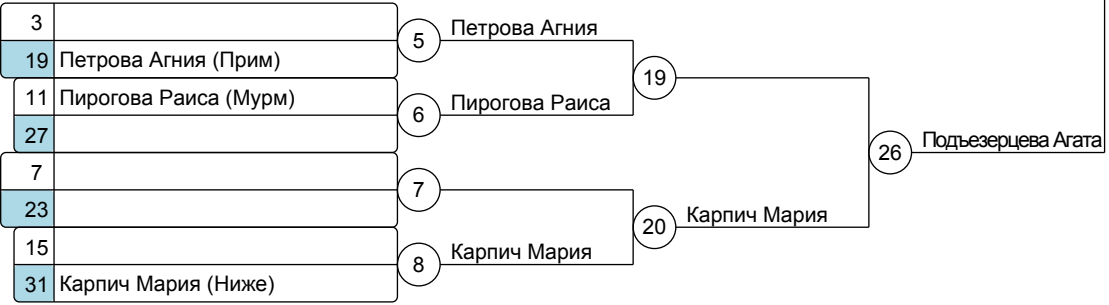 3
5
Петрова Агния
19 Петрова Агния (Прим)
19
11 Пирогова Раиса (Мурм)
6
Пирогова Раиса
27
26
Подъезерцева Агата
7
7
23
20
Карпич Мария
15
8
Карпич Мария
31 Карпич Мария (Ниже)